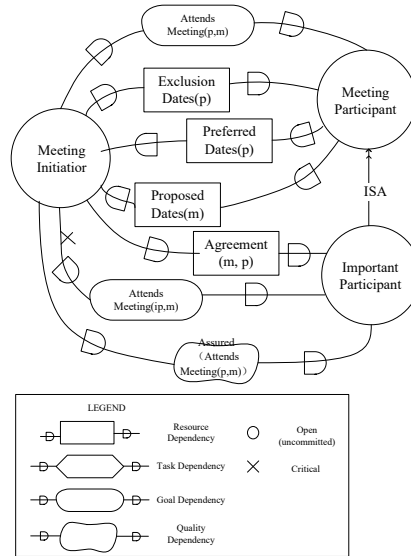 Attends
Meeting(p,m)
Exclusion
Dates(p)
Meeting
Participant
Preferred
Dates(p)
Meeting
Initiatior
Proposed
Dates(m)
ISA
Agreement
(m, p)
Important
Participant
Attends
Meeting(ip,m)
Assured
(Attends
Meeting(p,m))
LEGEND
Resource
Dependency
Open
(uncommitted)
Task Dependency
Critical
Goal Dependency
Quality
Dependency